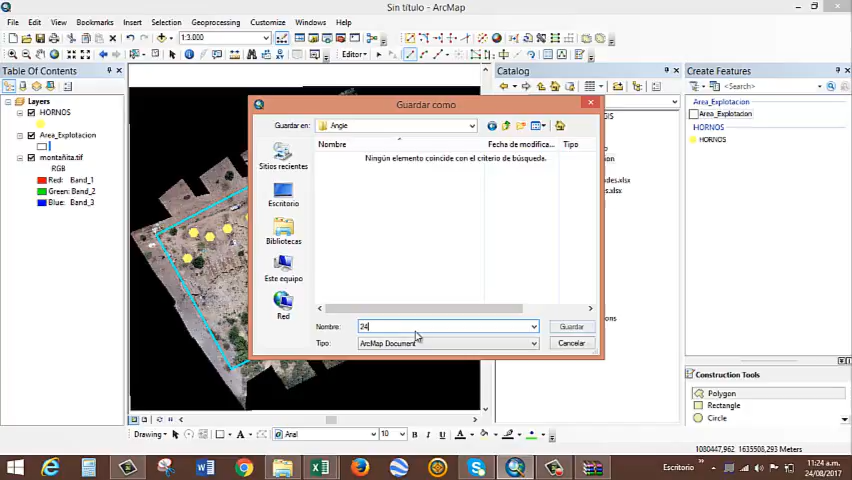 Sin título - ArcMap
File Edit View Bookmarks Insert Selection Geoprocessing Customize Windows Help
1:3.000
Editor
Table Of Contents
Layers
HORNOS
Area_Explotacion
montañita.tif
RGB
Red: Band_1
Green: Band_2
Blue: Band_3
Guardar como
Guardar en: Angie
Nombre Fecha de modifica... Tipo
Ningún elemento coincide con el criterio de búsqueda.
Sitios recientes
Escritorio
Bibliotecas
Este equipo
Red
Nombre: 24
Guardar
Tipo: ArcMap Document
Cancelar
Catalog
Create Features
<Search>
Area_Explotacion
Area_Explotacion
HORNOS
HORNOS
Construction Tools
Polygon
Rectangle
Circle
Drawing Arial 10 B I U A
1080447,962 1635508,293 Meters
Escritorio
11:24 a.m.
24/08/2017